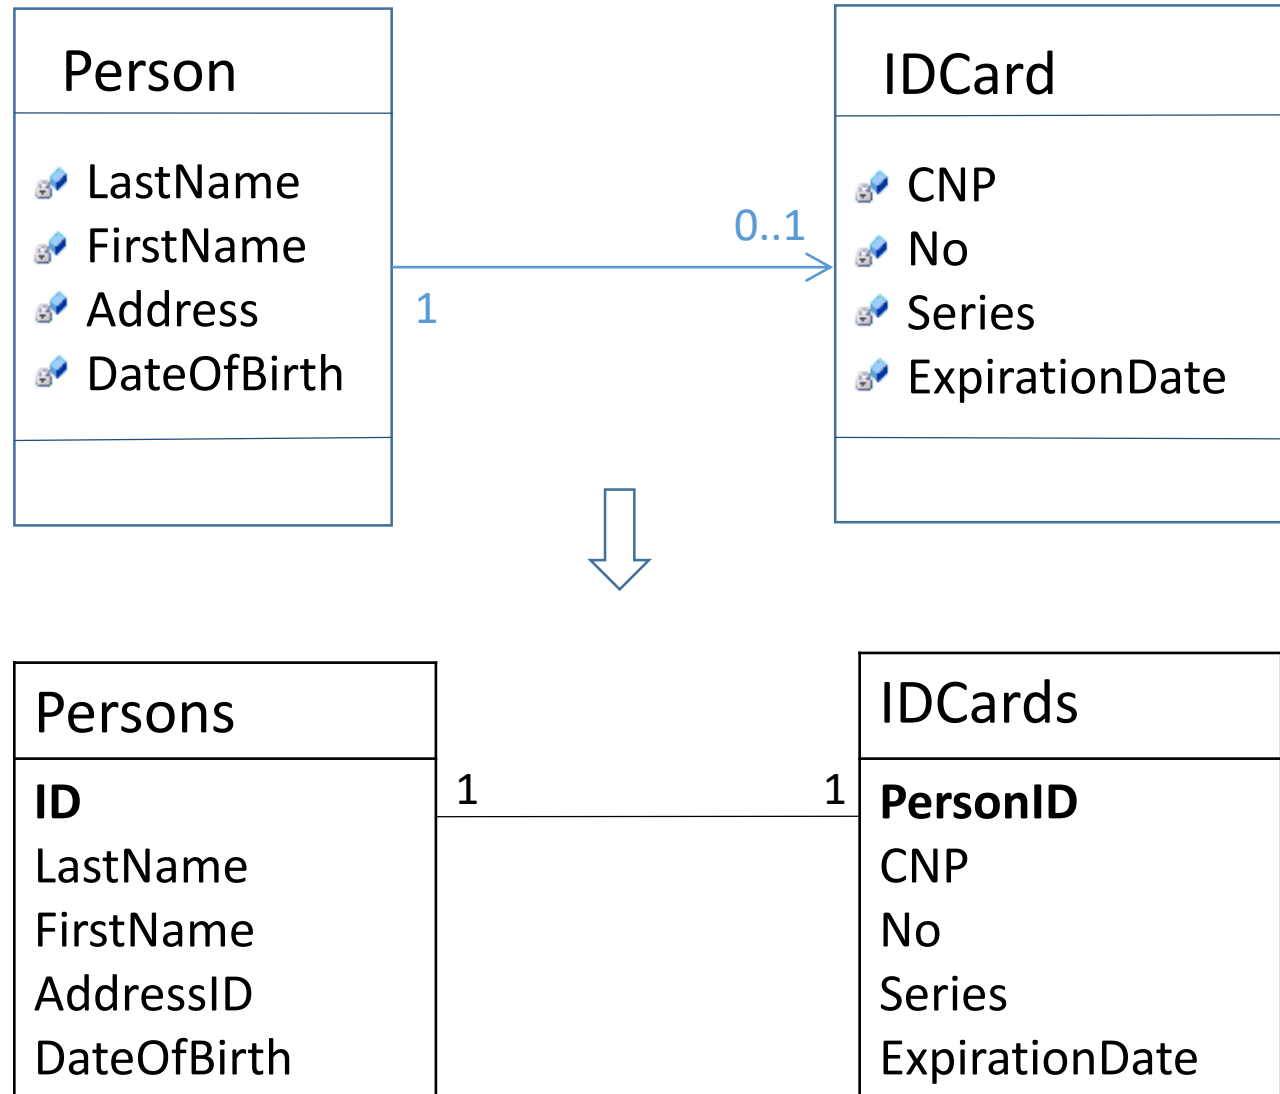 Person
LastName
FirstName
Address
DateOfBirth
1
0..1
IDCard
CNP
No
Series
ExpirationDate
Persons
ID
LastName
FirstName
AddressID
DateOfBirth
1
1
IDCards
PersonID
CNP
No
Series
ExpirationDate